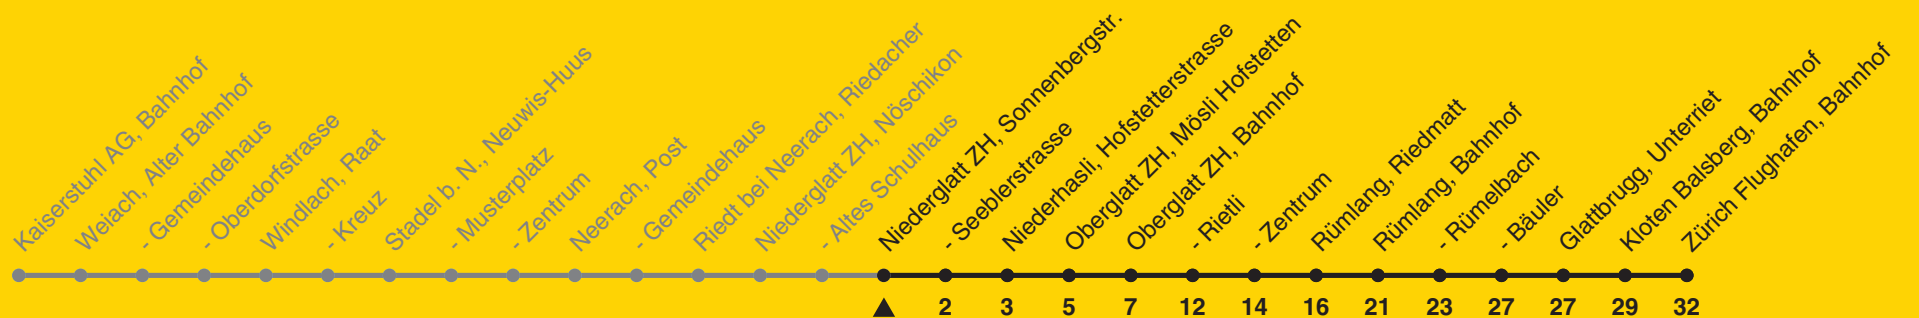 Kaiserstuhl AG, Bahnhof
Weiach, Alter Bahnhof
- Gemeindehaus
- Oberdorfstrasse
Windlach, Raat
- Kreuz
Stadel b. N., Neuwis-Huus
- Musterplatz
- Zentrum
Neerach, Post
- Gemeindehaus
Riedt bei Neerach, Riedacher
Niederglatt ZH, Nöschikon
- Altes Schulhaus
Niederglatt ZH, Sonnenbergstr.
- Seeblerstrasse
Niederhasli, Hofstetterstrasse
Oberglatt ZH, Mösli Hofstetten
Oberglatt ZH, Bahnhof
- Rietli
- Zentrum
Rümlang, Riedmatt
Rümlang, Bahnhof
- Rümelbach
- Bäuler
Glattbrugg, Unterriet
Kloten Balsberg, Bahnhof
Zürich Flughafen, Bahnhof
2 3 5 7 12 14 16 21 23 27 27 29 32